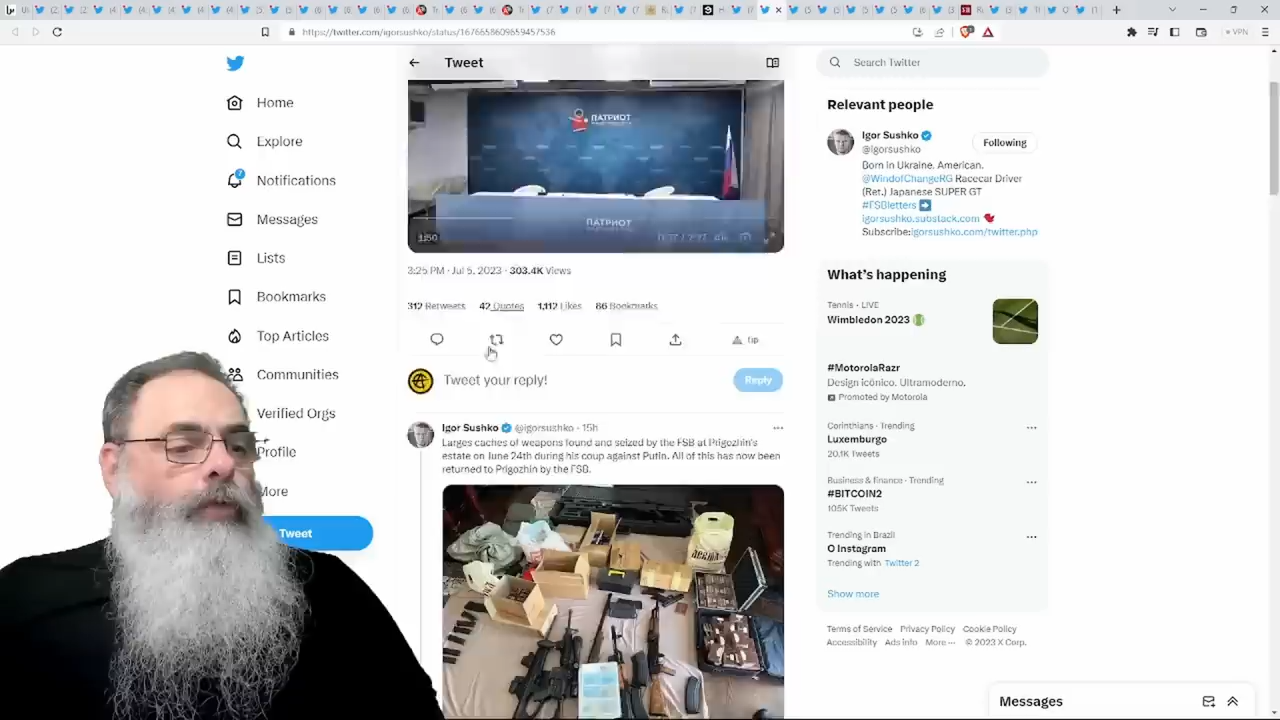 https://twitter.com/igorsushko/status/1676658609659457536
VPN
Home
Explore
Notifications
Messages
Lists
Bookmarks
Top Articles
Communities
Verified Orgs
Profile
More
Tweet
Tweet
ПАТРИОТ
ПАТРИОТ
1:50
3:25 PM · Jul 5, 2023 · 303.4K Views
312 Retweets 42 Quotes 1,112 Likes 86 Bookmarks
Tip
Tweet your reply!
Reply
Igor Sushko @igorsushko · 15h
Larges caches of weapons found and seized by the FSB at Prigozhin's
estate on June 24th during his coup against Putin. All of this has now been
returned to Prigozhin by the FSB.
Search Twitter
Relevant people
Igor Sushko
@igorsushko
Following
Born in Ukraine. American.
@WindofChangeRG Racecar Driver
(Ret.) Japanese SUPER GT
#FSBletters
igorsushko.substack.com
Subscribe:igorsushko.com/twitter.php
What's happening
Tennis · LIVE
Wimbledon 2023
#MotorolaRazr
Design icónico. Ultramoderno.
Promoted by Motorola
Corinthians · Trending
Luxemburgo
20.1K Tweets
Business & finance · Trending
#BITCOIN2
105K Tweets
Trending in Brazil
O Instagram
Trending with Twitter 2
Show more
Terms of Service Privacy Policy Cookie Policy
Accessibility Ads info More ··· © 2023 X Corp.
Messages